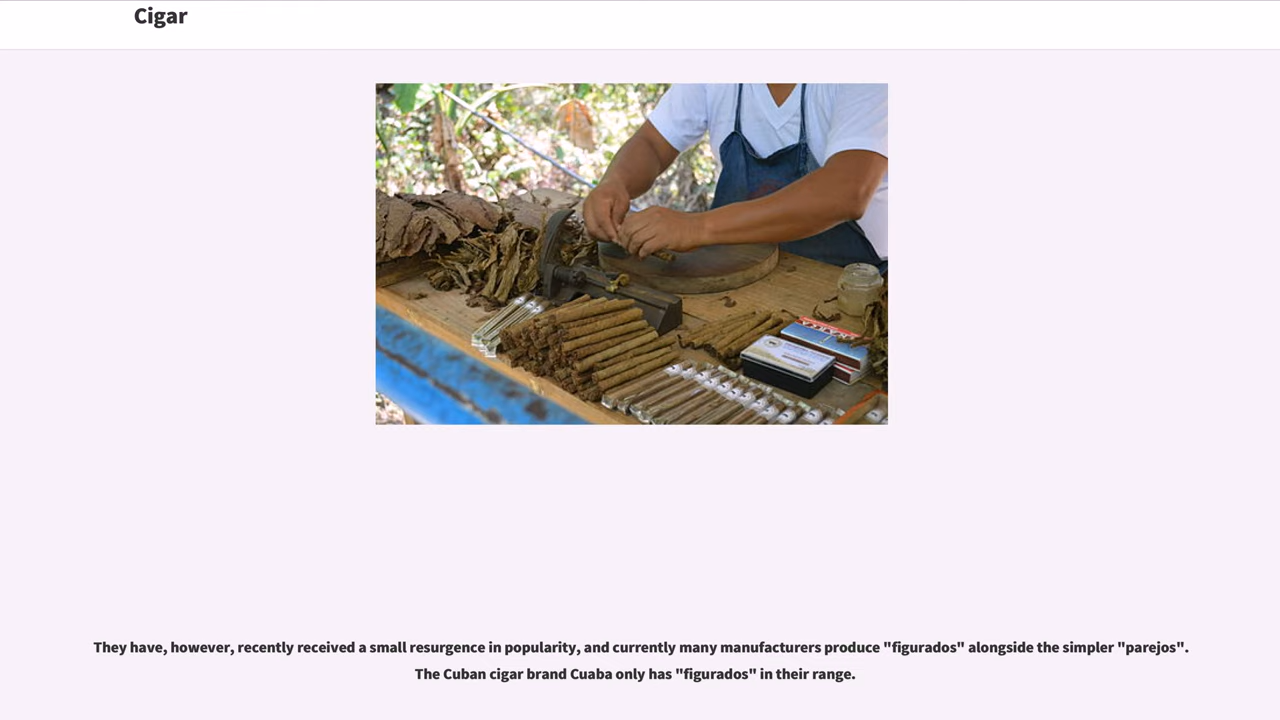 Cigar
They have, however, recently received a small resurgence in popularity, and currently many manufacturers produce "figurados" alongside the simpler "parejos".
The Cuban cigar brand Cuaba only has "figurados" in their range.